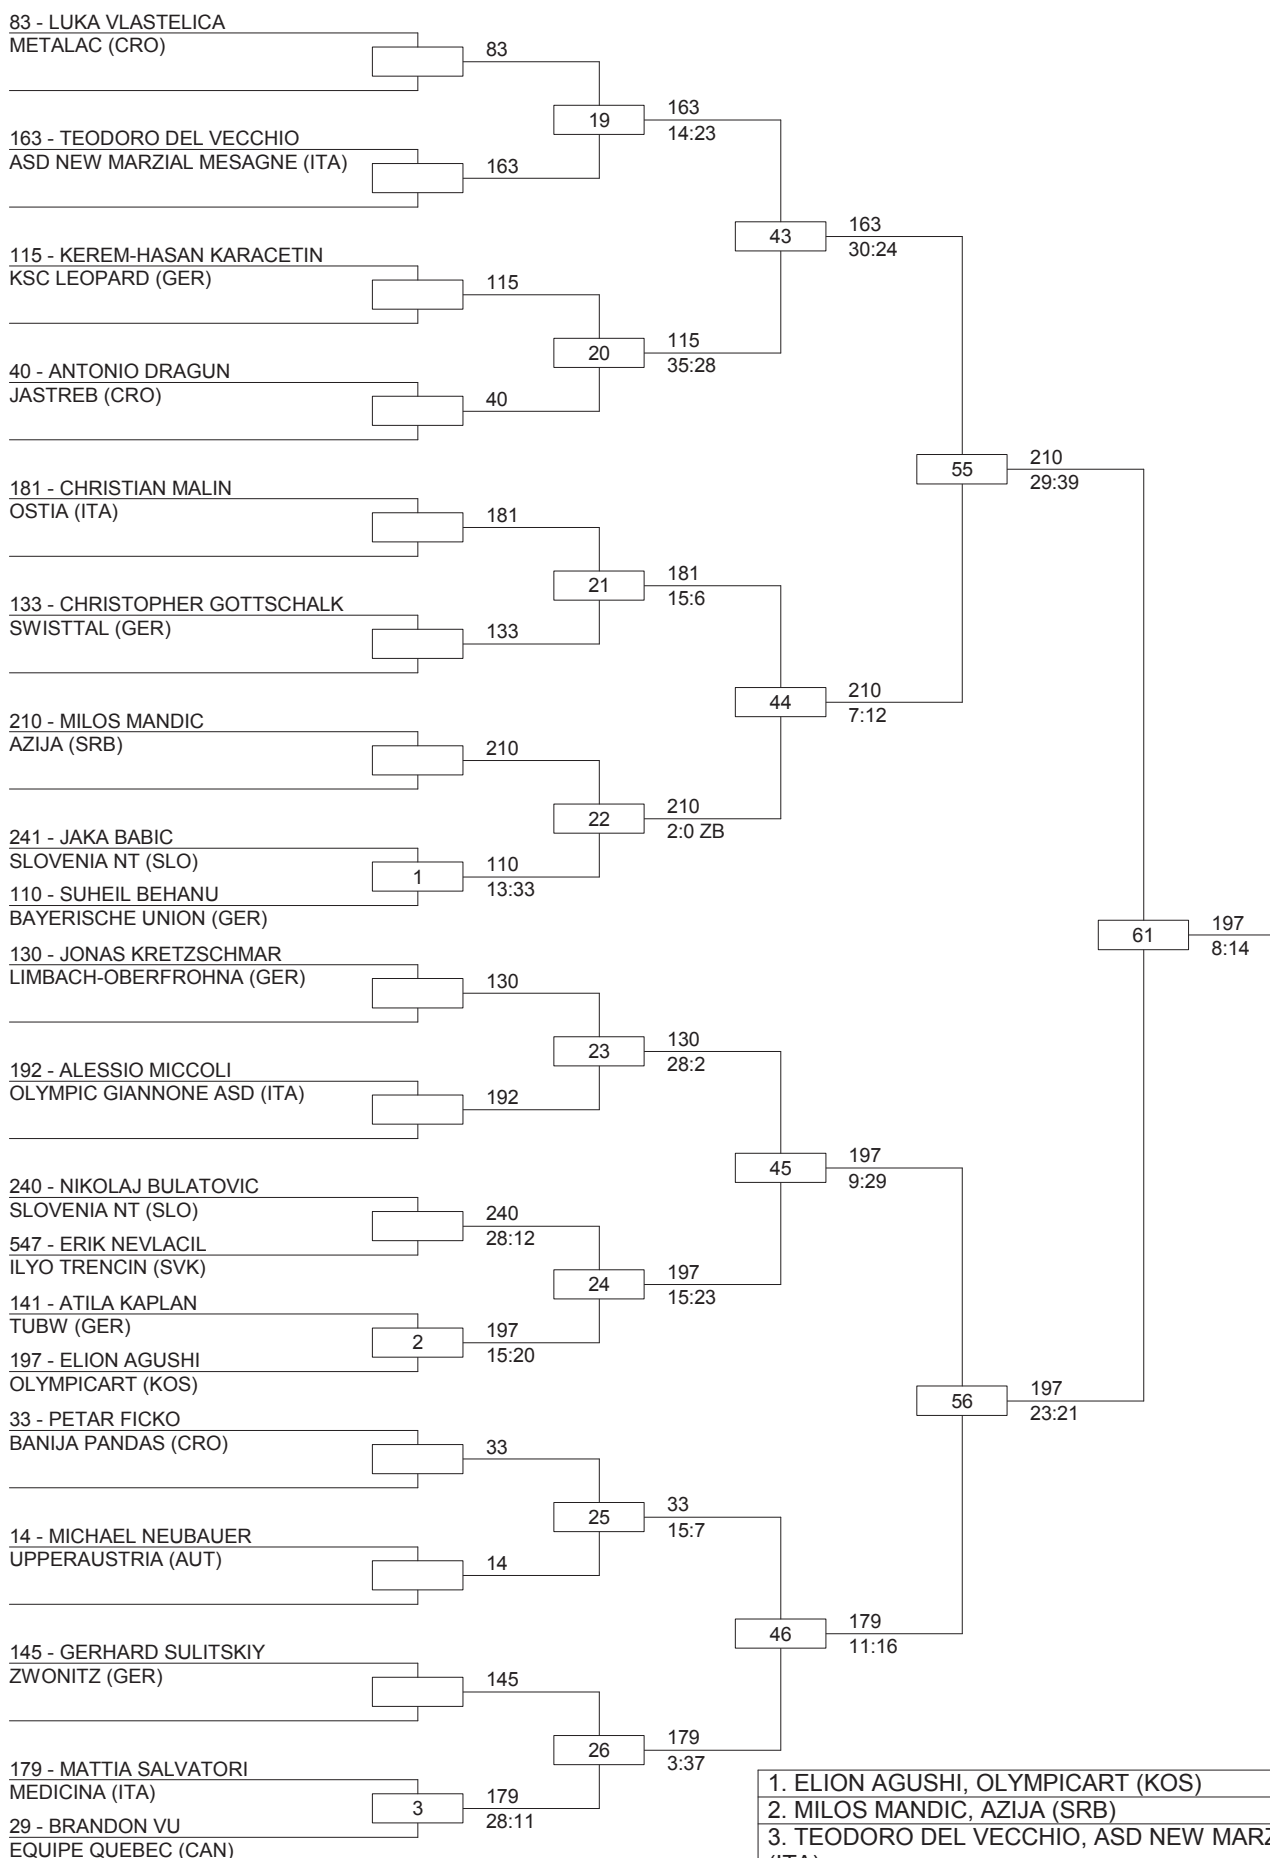 83 - LUKA VLASTELICA
METALAC (CRO)
83
19
163
14:23
163 - TEODORO DEL VECCHIO
ASD NEW MARZIAL MESAGNE (ITA)
163
43
163
30:24
115 - KEREM-HASAN KARACETIN
KSC LEOPARD (GER)
115
20
115
35:28
40 - ANTONIO DRAGUN
JASTREB (CRO)
40
55
210
29:39
181 - CHRISTIAN MALIN
OSTIA (ITA)
181
21
181
15:6
133 - CHRISTOPHER GOTTSCHALK
SWISTTAL (GER)
133
44
210
7:12
210 - MILOS MANDIC
AZIJA (SRB)
210
22
210
2:0 ZB
241 - JAKA BABIC
SLOVENIA NT (SLO)
1
110
13:33
110 - SUHEIL BEHANU
BAYERISCHE UNION (GER)
61
197
8:14
130 - JONAS KRETZSCHMAR
LIMBACH-OBERFROHNA (GER)
130
23
130
28:2
192 - ALESSIO MICCOLI
OLYMPIC GIANNONE ASD (ITA)
192
45
197
9:29
240 - NIKOLAJ BULATOVIC
SLOVENIA NT (SLO)
240
28:12
547 - ERIK NEVLACIL
ILYO TRENCIN (SVK)
24
197
15:23
141 - ATILA KAPLAN
TUBW (GER)
2
197
15:20
197 - ELION AGUSHI
OLYMPICART (KOS)
56
197
23:21
33 - PETAR FICKO
BANIJA PANDAS (CRO)
33
25
33
15:7
14 - MICHAEL NEUBAUER
UPPERAUSTRIA (AUT)
14
46
179
11:16
145 - GERHARD SULITSKIY
ZWONITZ (GER)
145
26
179
3:37
179 - MATTIA SALVATORI
MEDICINA (ITA)
3
179
28:11
29 - BRANDON VU
EQUIPE QUEBEC (CAN)
1. ELION AGUSHI, OLYMPICART (KOS)
2. MILOS MANDIC, AZIJA (SRB)
3. TEODORO DEL VECCHIO, ASD NEW